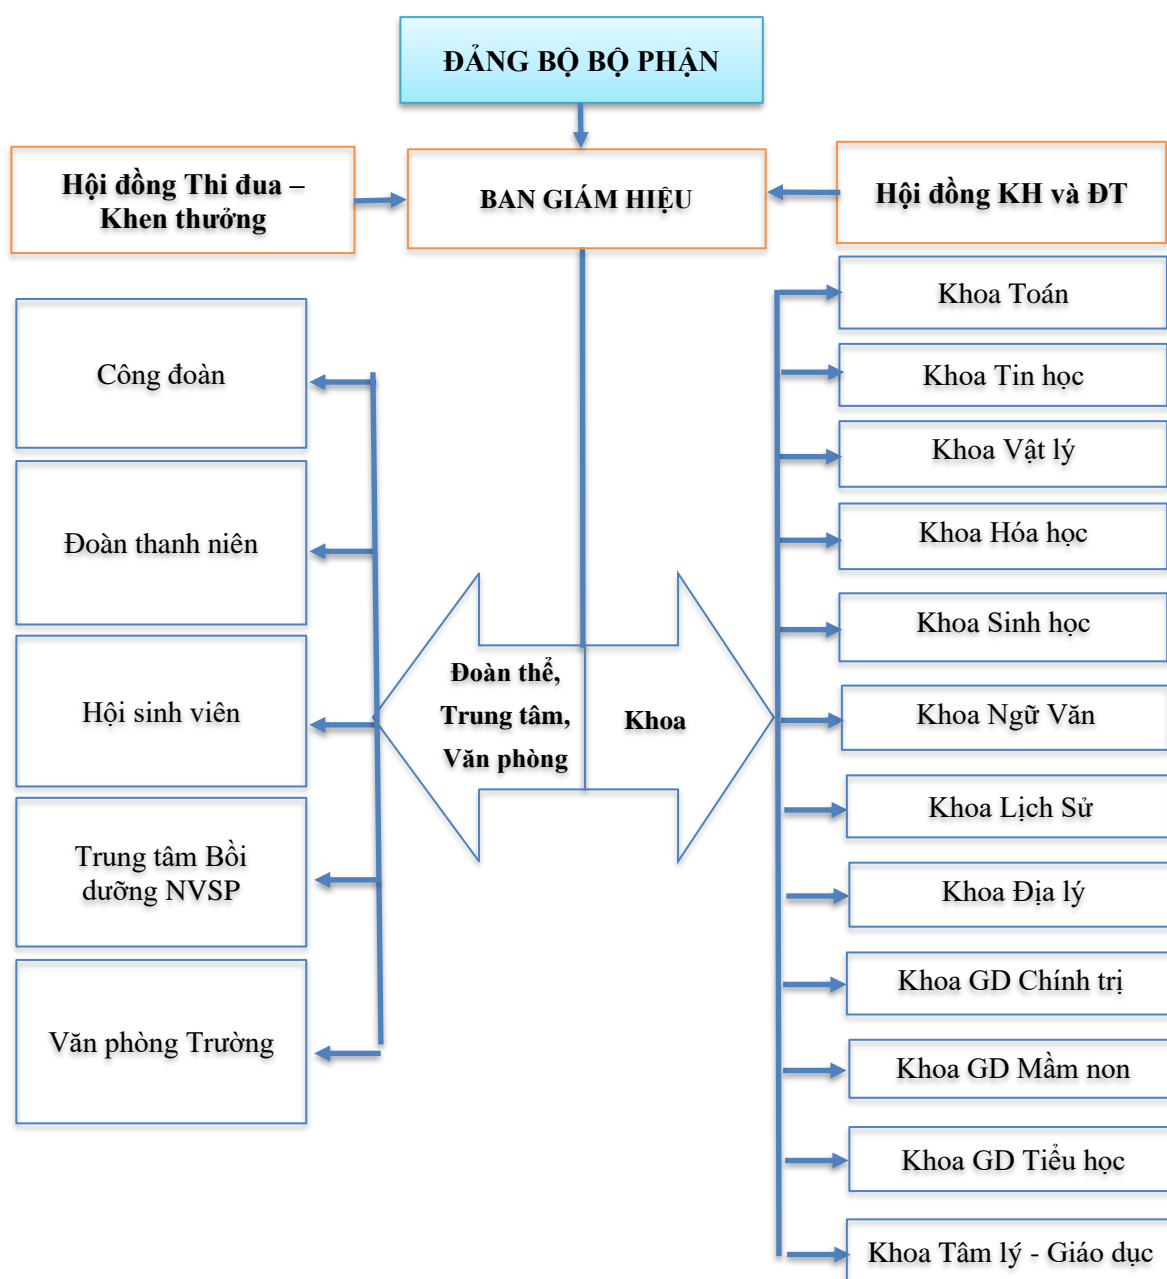 ĐẢNG BỘ BỘ PHẬN
Hội đồng Thi đua –
Khen thưởng
BAN GIÁM HIỆU
Hội đồng KH và ĐT
Công đoàn
Đoàn thanh niên
Hội sinh viên
Trung tâm Bồi
dưỡng NVSP
Văn phòng Trường
Đoàn thể,
Trung tâm,
Văn phòng
Khoa
Khoa Toán
Khoa Tin học
Khoa Vật lý
Khoa Hóa học
Khoa Sinh học
Khoa Ngữ Văn
Khoa Lịch Sử
Khoa Địa lý
Khoa GD Chính trị
Khoa GD Mầm non
Khoa GD Tiểu học
Khoa Tâm lý - Giáo dục